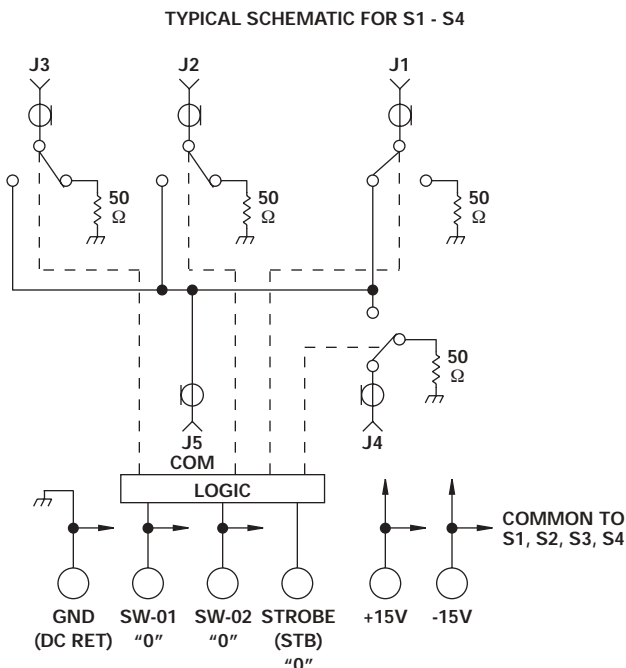 TYPICAL SCHEMATIC FOR S1 - S4
J3 J2 J1
50
Ω
50
Ω
50
Ω
50
Ω
J5
J4
COM
LOGIC
COMMON TO
S1, S2, S3, S4
GND SW-01 SW-02 STROBE +15V -15V
(DC RET) “0” “0” (STB)
“0”